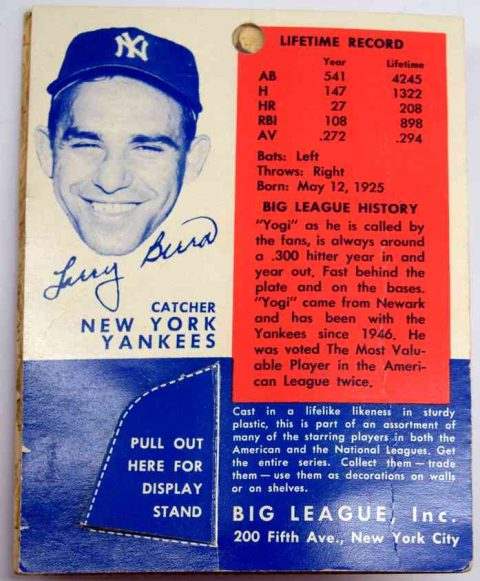 NY
Larry Berra
CATCHER
NEW YORK
YANKEES
PULL OUT
HERE FOR
DISPLAY
STAND
LIFETIME RECORD
Year Lifetime
AB 541 4245
H 147 1322
HR 27 208
RBI 108 898
AV .272 .294
Bats: Left
Throws: Right
Born: May 12, 1925
BIG LEAGUE HISTORY
"Yogi" as he is called by
the fans, is always around
a .300 hitter year in and
year out. Fast behind the
plate and on the bases.
"Yogi" came from Newark
and has been with the
Yankees since 1946. He
was voted The Most Valu-
able Player in the Ameri-
can League twice.
Cast in a lifelike likeness in sturdy
plastic, this is part of an assortment of
many of the starring players in both the
American and the National Leagues. Get
the entire series. Collect them — trade
them — use them as decorations on walls
or on shelves.
BIG LEAGUE, Inc.
200 Fifth Ave., New York City